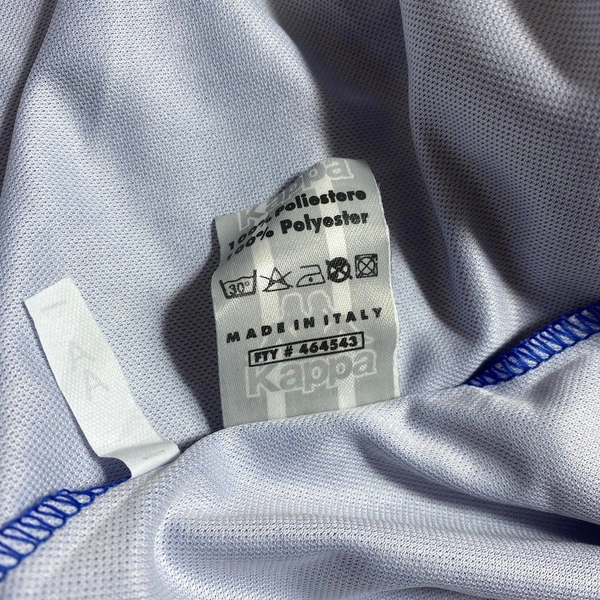 Kappa
100% Poliestere
100% Polyester
30°
MADE IN ITALY
FTY # 464543
Kappa